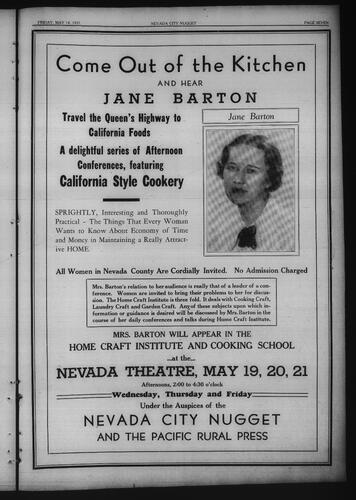 FRIDAY, MAY 14, 1937.
NEVADA CITY NUGGET
PAGE SEVEN
Come Out of the Kitchen
AND HEAR
JANE BARTON
Travel the Queen's Highway to
California Foods
A delightful series of Afternoon
Conferences, featuring
California Style Cookery
SPRIGHTLY, Interesting and Thoroughly
Practical - The Things That Every Woman
Wants to Know About Economy of Time
and Money in Maintaining a Really Attract-
ive HOME.
Jane Barton
All Women in Nevada County Are Cordially Invited. No Admission Charged
Mrs. Barton's relation to her audience is really that of a leader of a con-
ference. Women are invited to bring their problems to her for discus-
sion. The Home Craft Institute is three fold. It deals with Cooking Craft,
Laundry Craft and Garden Craft. Any of these subjects upon which in-
formation or guidance is desired will be discussed by Mrs. Barton in the
course of her daily conferences and talks during Home Craft Institute.
MRS. BARTON WILL APPEAR IN THE
HOME CRAFT INSTITUTE AND COOKING SCHOOL
...at the...
NEVADA THEATRE, MAY 19, 20, 21
Afternoons, 2:00 to 4:30 o'clock
Wednesday, Thursday and Friday
Under the Auspices of the
NEVADA CITY NUGGET
AND THE PACIFIC RURAL PRESS